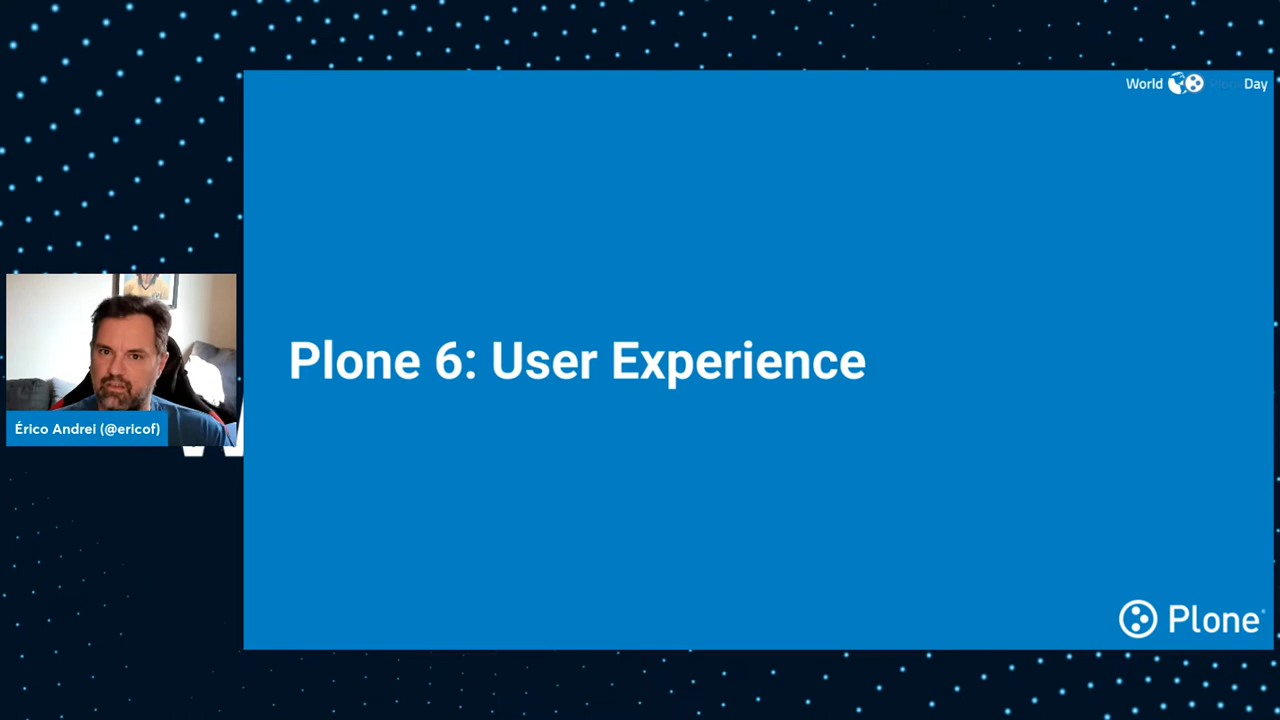 World Plone Day
Plone 6: User Experience
Érico Andrei (@ericof)
Plone